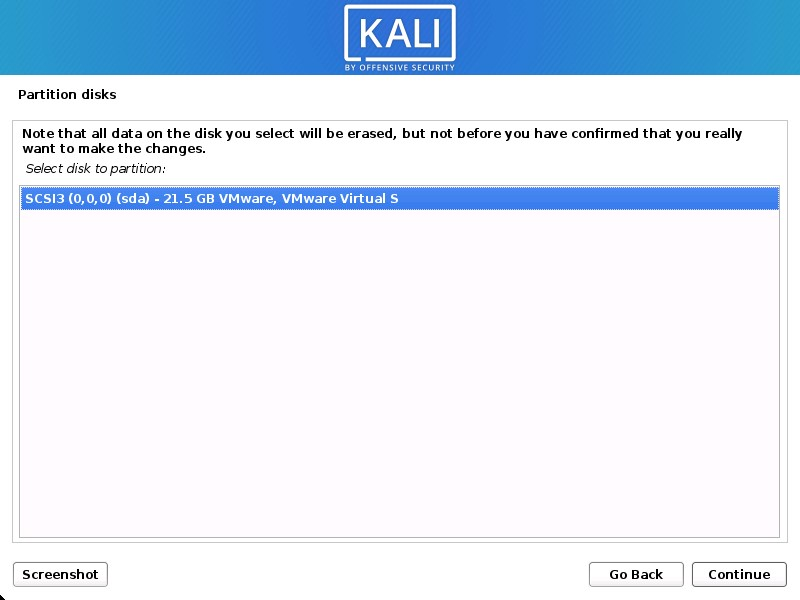 KALI
BY OFFENSIVE SECURITY
Partition disks
Note that all data on the disk you select will be erased, but not before you have confirmed that you really
want to make the changes.
Select disk to partition:
SCSI3 (0,0,0) (sda) - 21.5 GB VMware, VMware Virtual S
Screenshot
Go Back
Continue